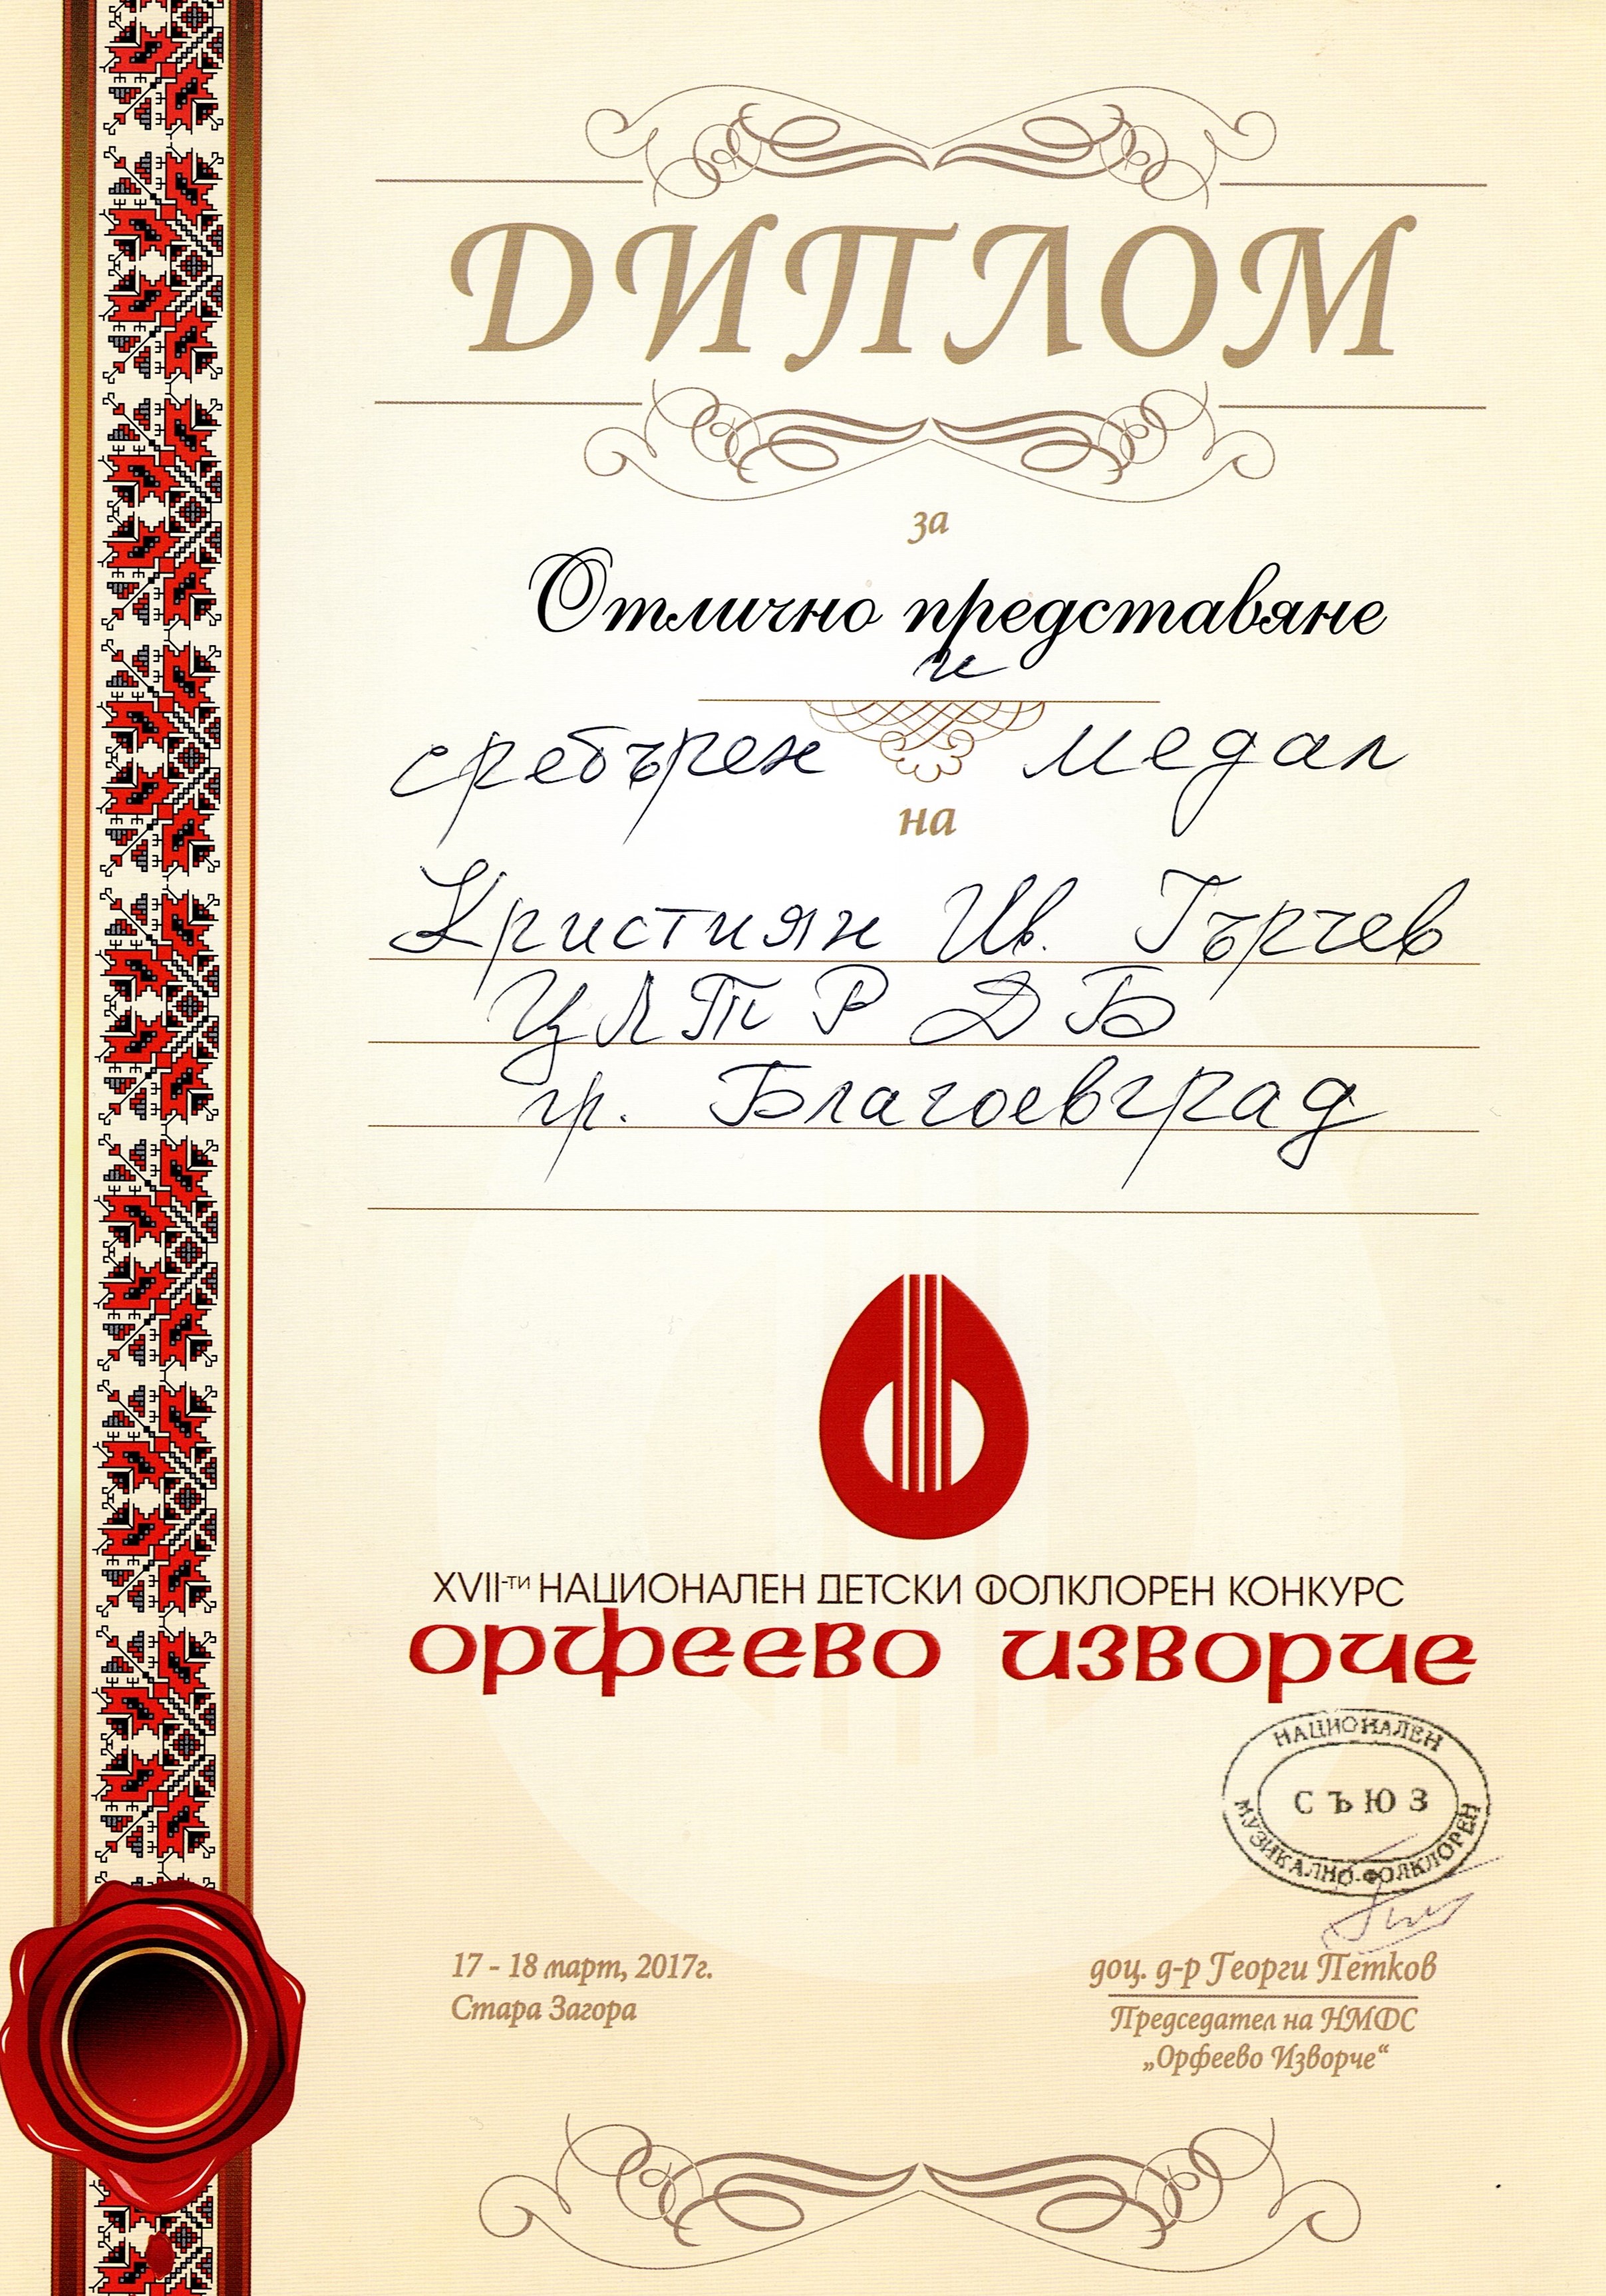 ДИПЛОМ
за
Отлично представяне
и
сребърен медал
на
Кристиян Ив. Гърчев
ЦЛТРДБ
гр. Благоевград
XVII-ти НАЦИОНАЛЕН ДЕТСКИ ФОЛКЛОРЕН КОНКУРС
орфеево изворче
НАЦИОНАЛЕН
СЪЮЗ
МУЗИКАЛНО-ФОЛКЛОРЕН
17 - 18 март, 2017г.
Стара Загора
доц. д-р Георги Петков
Председател на НМФС
„Орфеево Изворче“